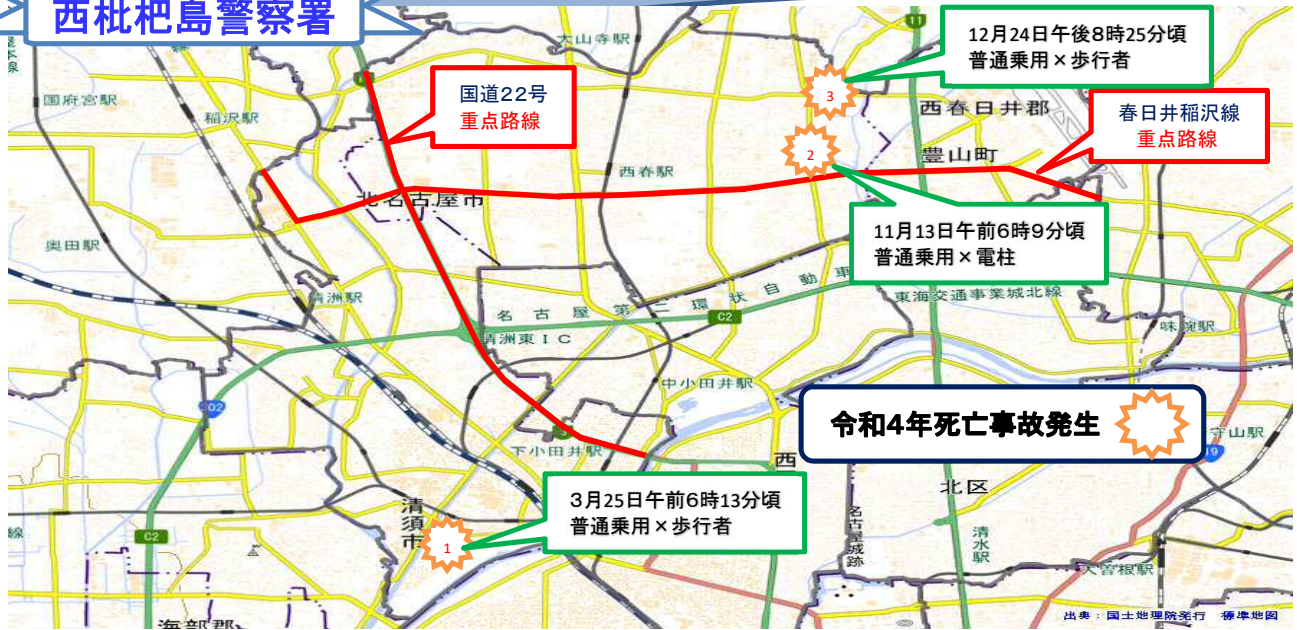 西枇杷島警察署
大山寺駅
11
12月24日午後8時25分頃
普通乗用×歩行者
国府宮駅
稲沢駅
国道22号
重点路線
3
西春日井郡
春日井稲沢線
重点路線
2
豊山町
西春駅
北名古屋市
11月13日午前6時9分頃
普通乗用×電柱
奥田駅
清洲駅
名古屋第二環状自動車
東海交通事業城北線
C2
清洲東IC
味鋺駅
中小田井駅
302
令和4年死亡事故発生
守山駅
19
下小田井駅
西
3月25日午前6時13分頃
普通乗用×歩行者
北区
清須市
1
C2
名古屋城跡
清水駅
大曽根駅
海部郡
出典：国土地理院発行 標準地図